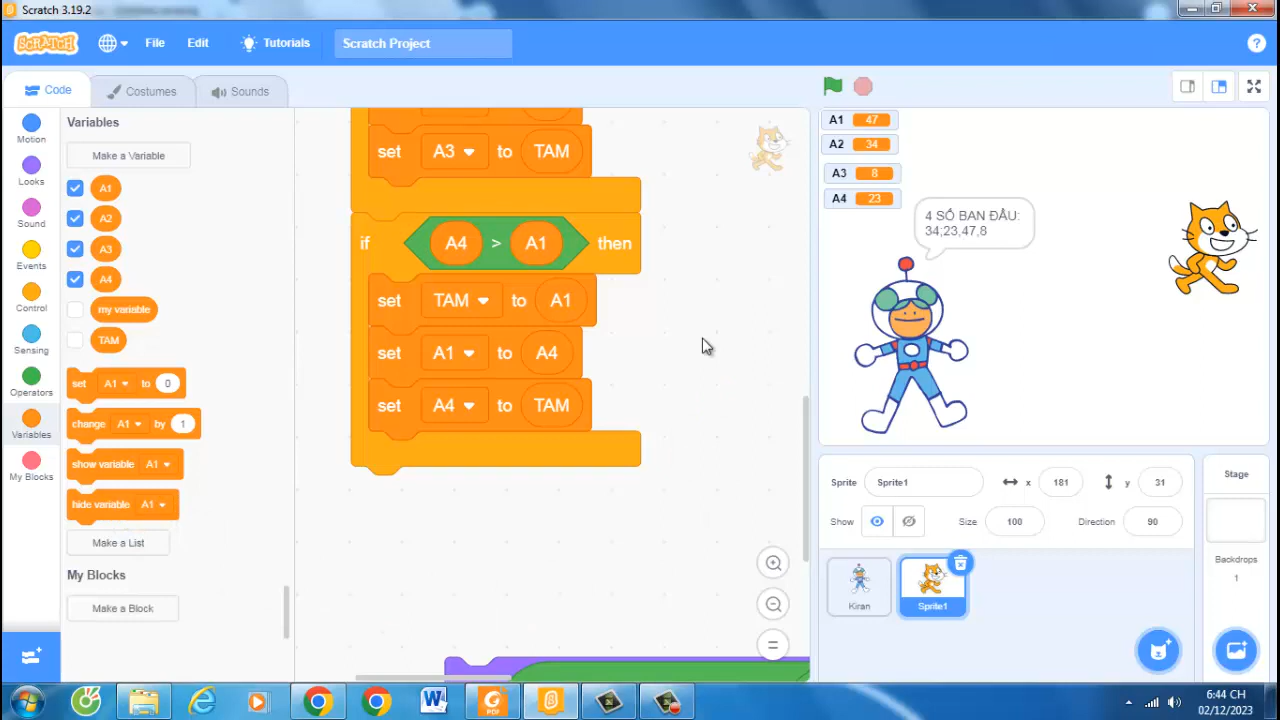 Scratch 3.19.2
SCRATCH
File
Edit
Tutorials
Scratch Project
?
Code
Costumes
Sounds
Motion
Looks
Sound
Events
Control
Sensing
Operators
Variables
My Blocks
Variables
Make a Variable
A1
A2
A3
A4
my variable
TAM
set A1 to 0
change A1 by 1
show variable A1
hide variable A1
Make a List
My Blocks
Make a Block
set A3 to TAM
if A4 > A1 then
set TAM to A1
set A1 to A4
set A4 to TAM
A1 47
A2 34
A3 8
A4 23
4 SỐ BAN ĐẦU:
34;23,47,8
Sprite Sprite1 x 181 y 31
Show Size 100 Direction 90
Kiran
Sprite1
Stage
Backdrops
1
PDF
6:44 CH
02/12/2023